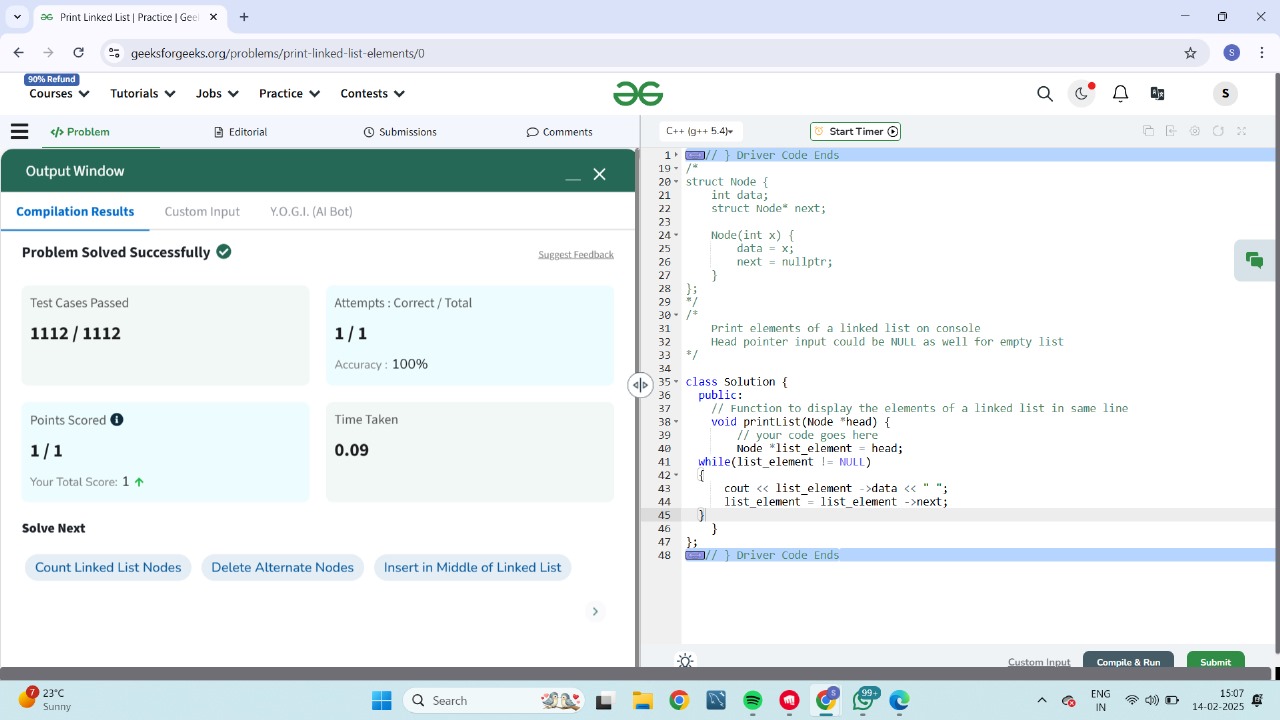 Print Linked List | Practice | Gee
geeksforgeeks.org/problems/print-linked-list-elements/0
S
90% Refund
Courses Tutorials Jobs Practice Contests
S
Problem Editorial Submissions Comments
C++ (g++ 5.4)
Start Timer
Output Window
Compilation Results Custom Input Y.O.G.I. (AI Bot)
Problem Solved Successfully
Suggest Feedback
Test Cases Passed
1112 / 1112
Attempts : Correct / Total
1 / 1
Accuracy : 100%
Points Scored
1 / 1
Your Total Score: 1
Time Taken
0.09
Solve Next
Count Linked List Nodes Delete Alternate Nodes Insert in Middle of Linked List
1 // } Driver Code Ends
19 /*
20 struct Node {
21 int data;
22 struct Node* next;
23
24 Node(int x) {
25 data = x;
26 next = nullptr;
27 }
28 };
29 */
30 /*
31 Print elements of a linked list on console
32 Head pointer input could be NULL as well for empty list
33 */
34
35 class Solution {
36 public:
37 // Function to display the elements of a linked list in same line
38 void printList(Node *head) {
39 // your code goes here
40 Node *list_element = head;
41 while(list_element != NULL)
42 {
43 cout << list_element ->data << " ";
44 list_element = list_element ->next;
45 }
46 }
47 };
48 // } Driver Code Ends
Custom Input Compile & Run Submit
7
23°C
Sunny
Search
S
99+
ENG
IN
15:07
14-02-2025